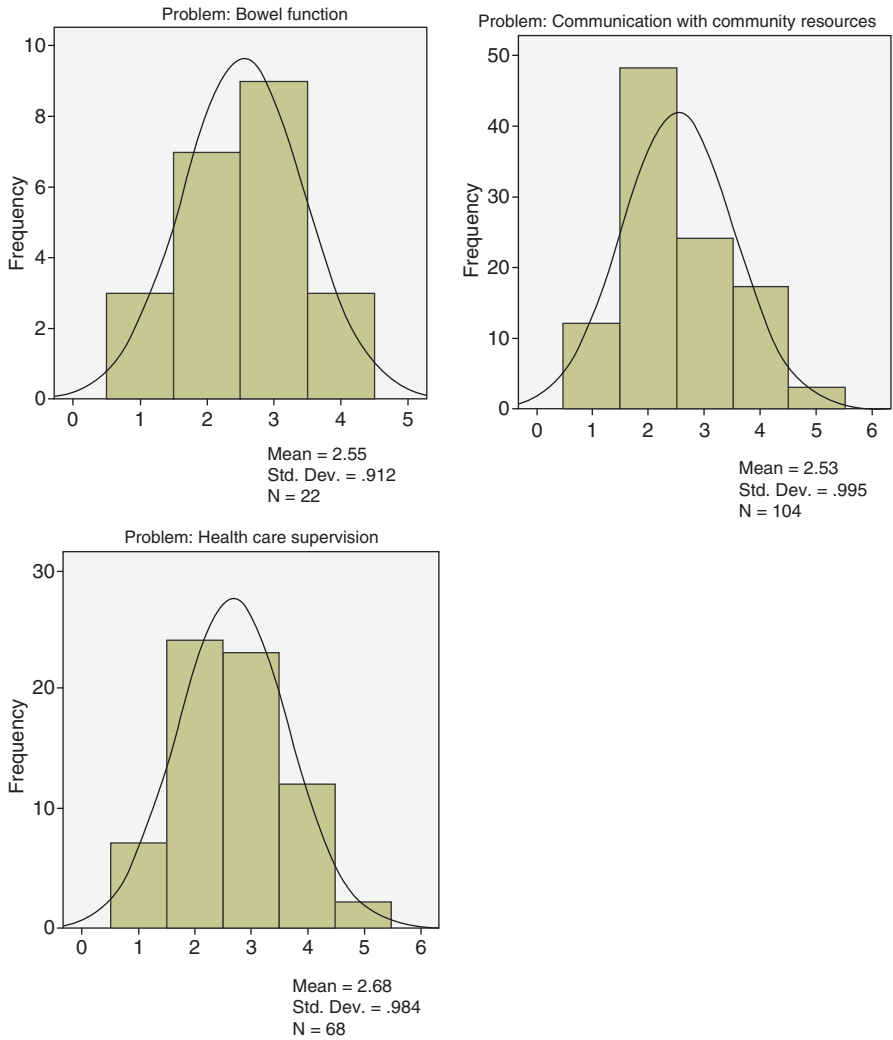 Problem: Bowel function
10
8
6
4
2
0
Frequency
0 1 2 3 4 5
Mean = 2.55
Std. Dev. = .912
N = 22
Problem: Communication with community resources
50
40
30
20
10
0
Frequency
0 1 2 3 4 5 6
Mean = 2.53
Std. Dev. = .995
N = 104
Problem: Health care supervision
30
20
10
0
Frequency
0 1 2 3 4 5 6
Mean = 2.68
Std. Dev. = .984
N = 68